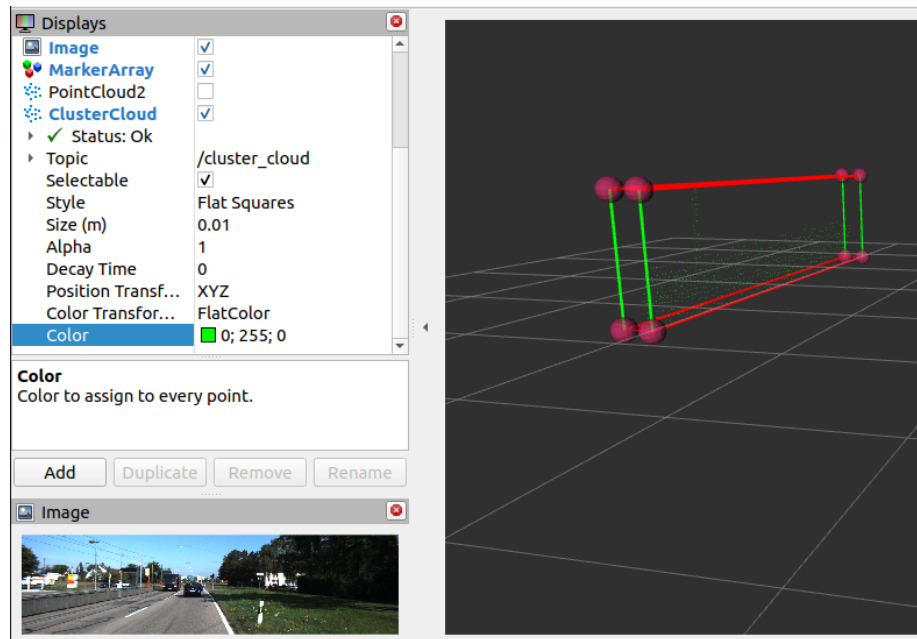 Displays
Image
MarkerArray
PointCloud2
ClusterCloud
Status: Ok
Topic /cluster_cloud
Selectable
Style Flat Squares
Size (m) 0.01
Alpha 1
Decay Time 0
Position Transf... XYZ
Color Transfor... FlatColor
Color 0; 255; 0
Color
Color to assign to every point.
Add Duplicate Remove Rename
Image